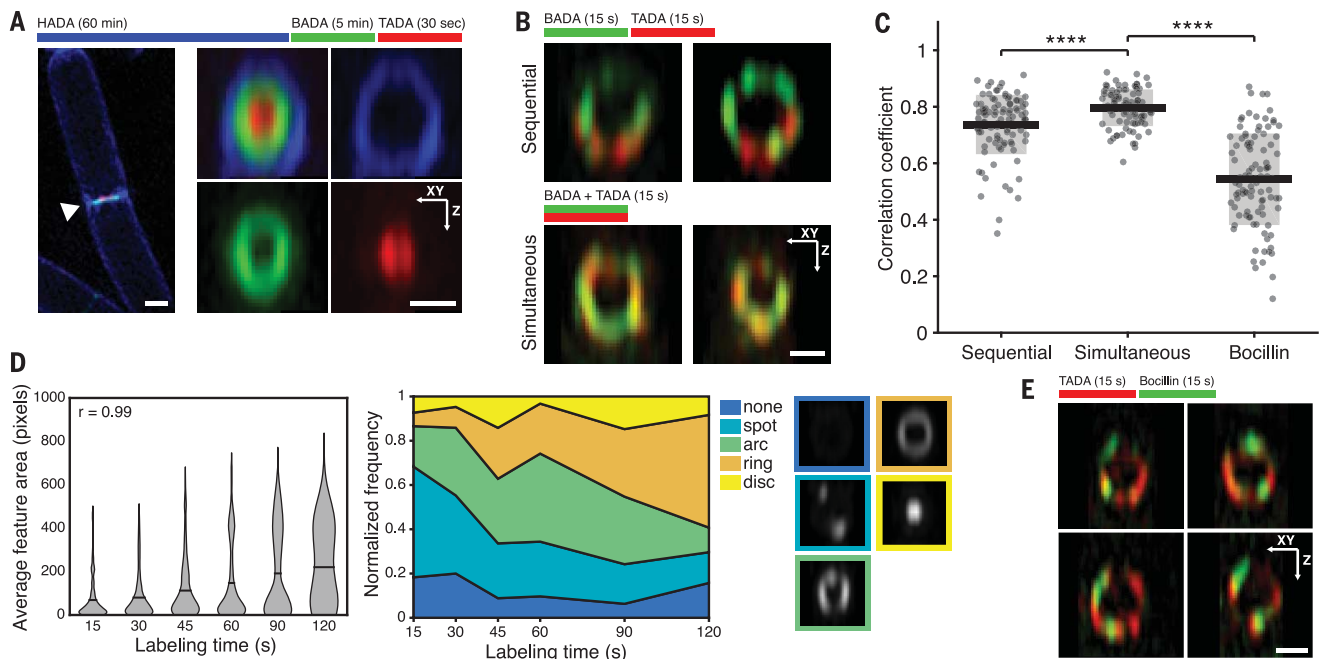 A
HADA (60 min)
BADA (5 min)
TADA (30 sec)
XY
Z
B
BADA (15 s)
TADA (15 s)
Sequential
BADA + TADA (15 s)
Simultaneous
XY
Z
C
****
****
Correlation coefficient
1
0.8
0.6
0.4
0.2
0
Sequential
Simultaneous
Bocillin
D
Average feature area (pixels)
1000
800
600
400
200
0
r = 0.99
15
30
45
60
90
120
Labeling time (s)
Normalized frequency
1
0.8
0.6
0.4
0.2
0
15
30
45
60
90
120
Labeling time (s)
none
spot
arc
ring
disc
E
TADA (15 s)
Bocillin (15 s)
XY
Z